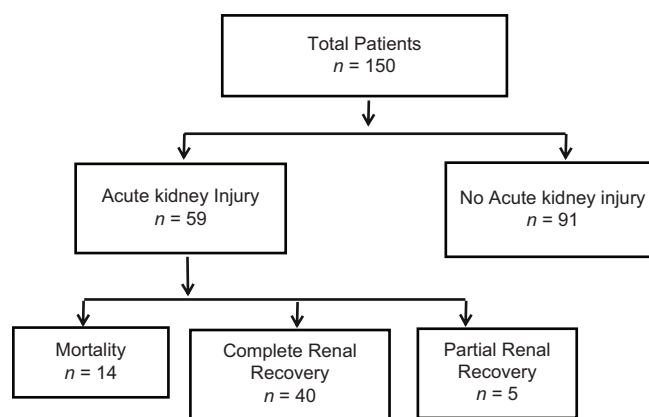 Total Patients
n = 150
Acute kidney Injury
n = 59
No Acute kidney injury
n = 91
Mortality
n = 14
Complete Renal
Recovery
n = 40
Partial Renal
Recovery
n = 5